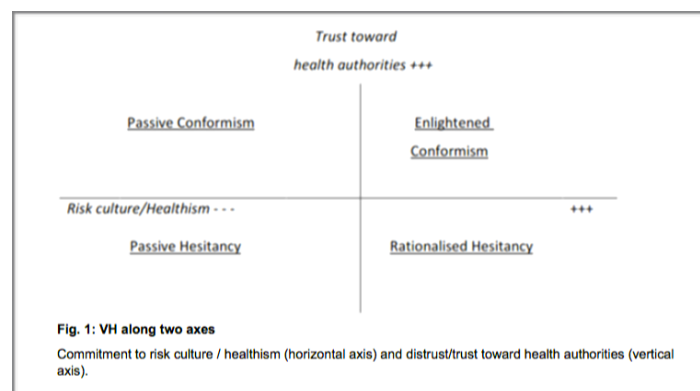 Trust toward
health authorities +++
Passive Conformism
Enlightened
Conformism
Risk culture/Healthism - - -
+++
Passive Hesitancy
Rationalised Hesitancy
Fig. 1: VH along two axes
Commitment to risk culture / healthism (horizontal axis) and distrust/trust toward health authorities (vertical
axis).